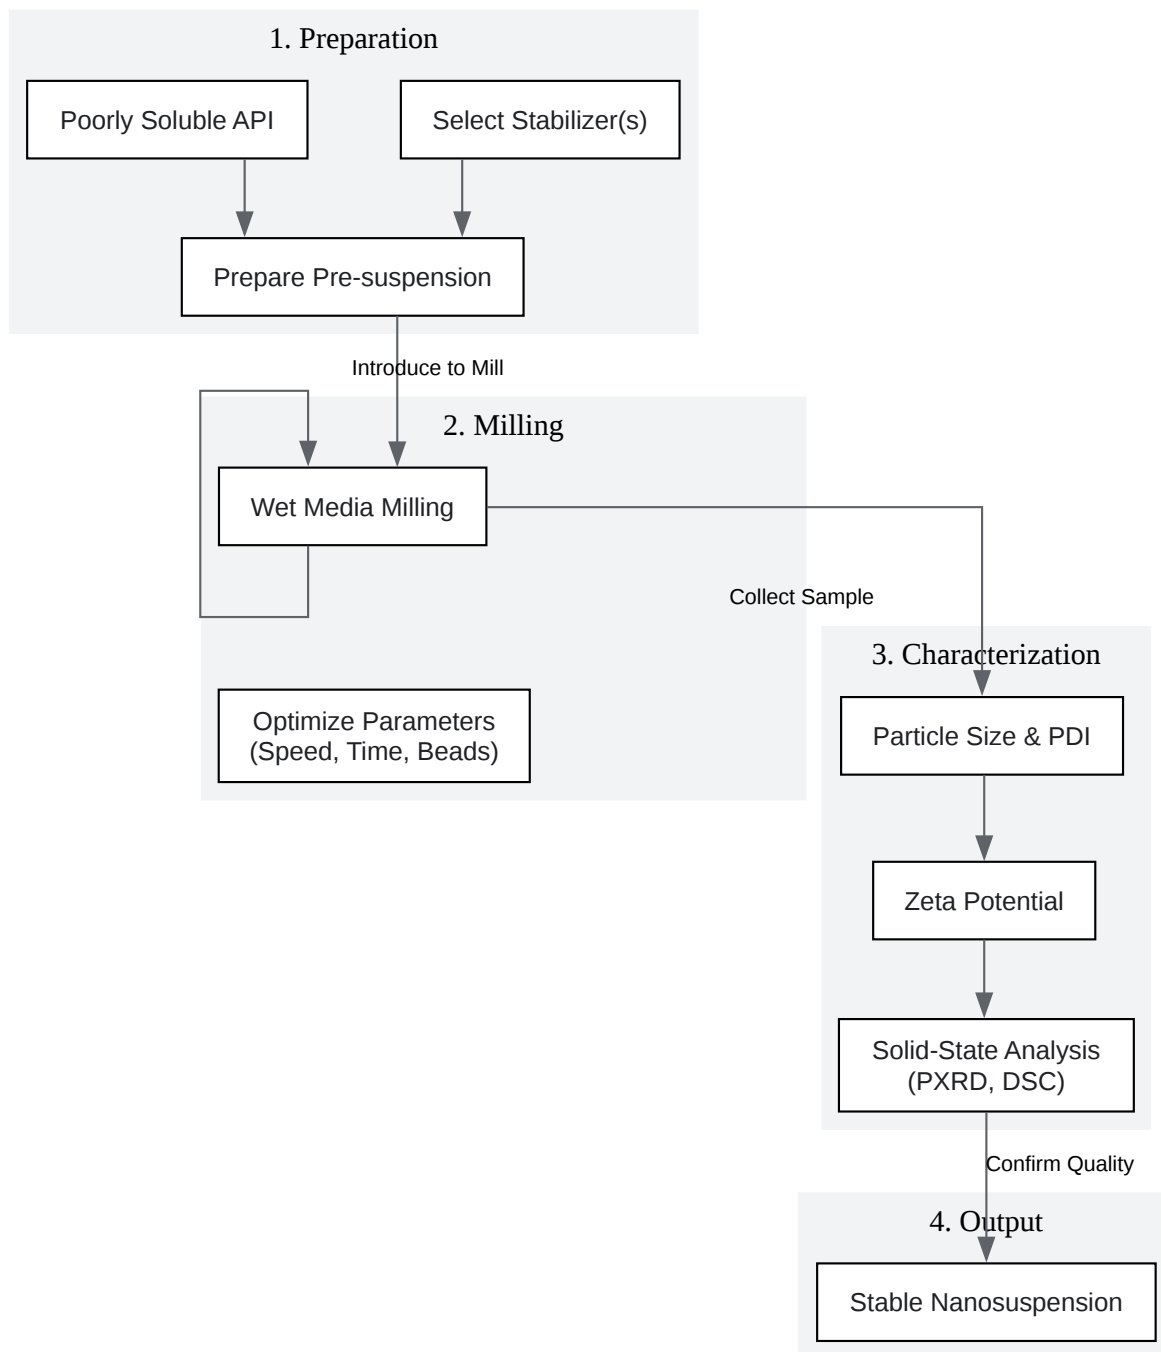 1. Preparation
Poorly Soluble API
Select Stabilizer(s)
Prepare Pre-suspension
Introduce to Mill
2. Milling
Wet Media Milling
Collect Sample
3. Characterization
Optimize Parameters
(Speed, Time, Beads)
Particle Size & PDI
Zeta Potential
Solid-State Analysis
(PXRD, DSC)
Confirm Quality
4. Output
Stable Nanosuspension